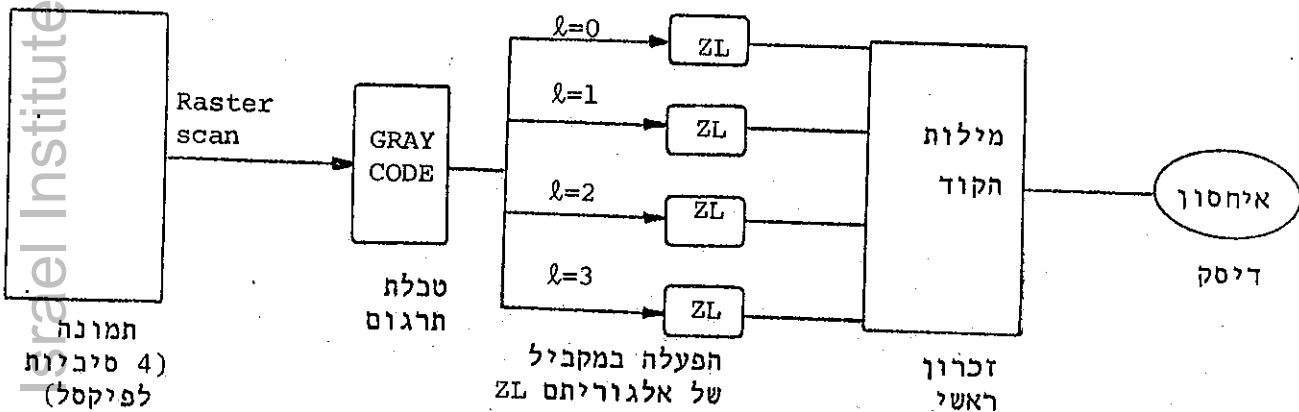 Israel Institute
Raster
scan
GRAY
CODE
ℓ=0
ZL
ℓ=1
ZL
ℓ=2
ZL
ℓ=3
ZL
מילות
הקוד
איחסון
דיסק
טבלת
תרגום
תמונה
(4 סיביות
לפיקסל)
הפעלה במקביל
של אלגוריתם ZL
זכרון
ראשי